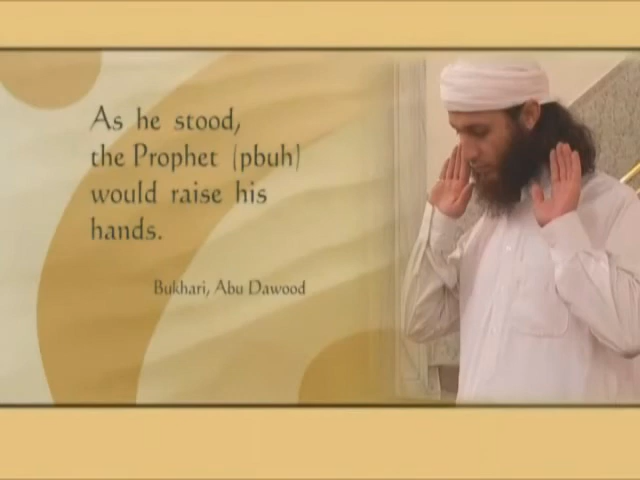 As he stood,
the Prophet (pbuh)
would raise his
hands.
Bukhari, Abu Dawood